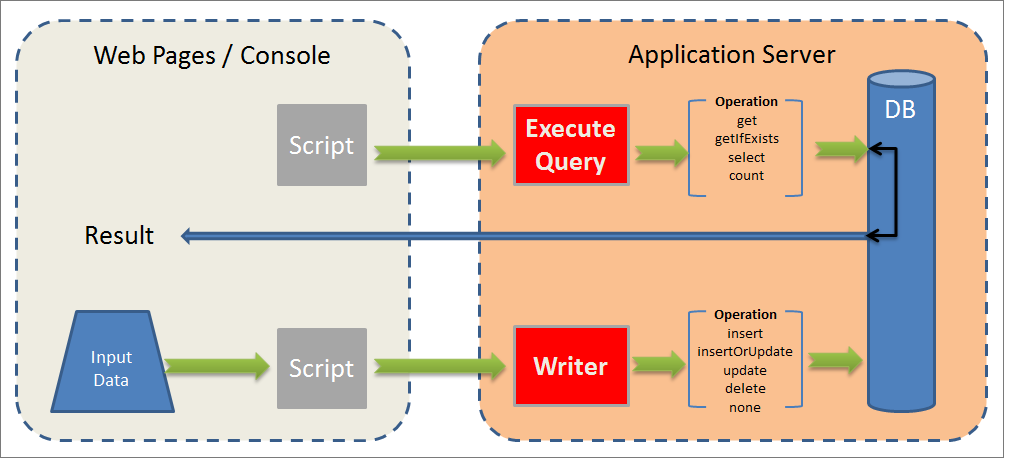 Web Pages / Console
Application Server
Script
Execute
Query
Operation
get
getIfExists
select
count
DB
Result
Input
Data
Script
Writer
Operation
insert
insertOrUpdate
update
delete
none